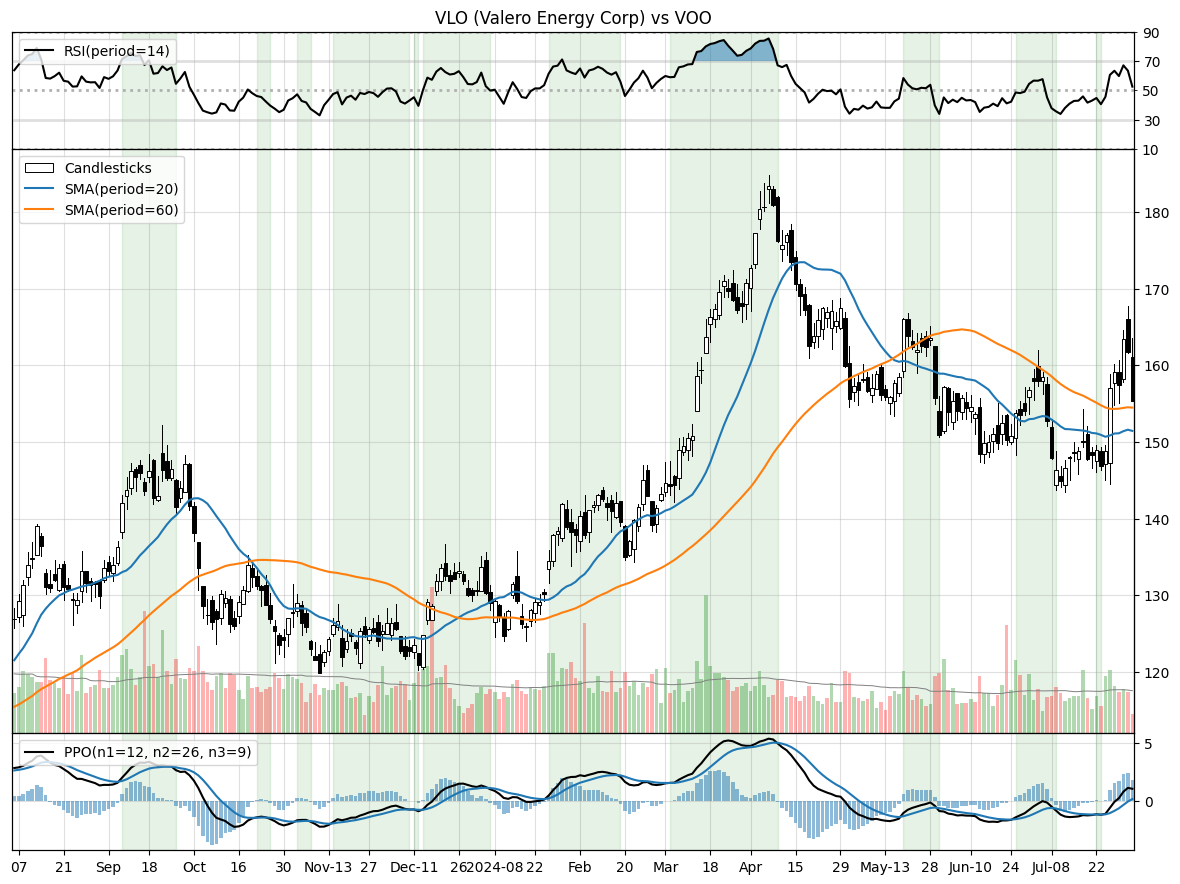 VLO (Valero Energy Corp) vs VOO
RSI(period=14)
90
70
50
30
10
Candlesticks
SMA(period=20)
SMA(period=60)
180
170
160
150
140
130
120
PPO(n1=12, n2=26, n3=9)
5
0
07 21 Sep 18 Oct 16 30 Nov-13 27 Dec-11 26 2024-08 22 Feb 20 Mar 18 Apr 15 29 May-13 28 Jun-10 24 Jul-08 22